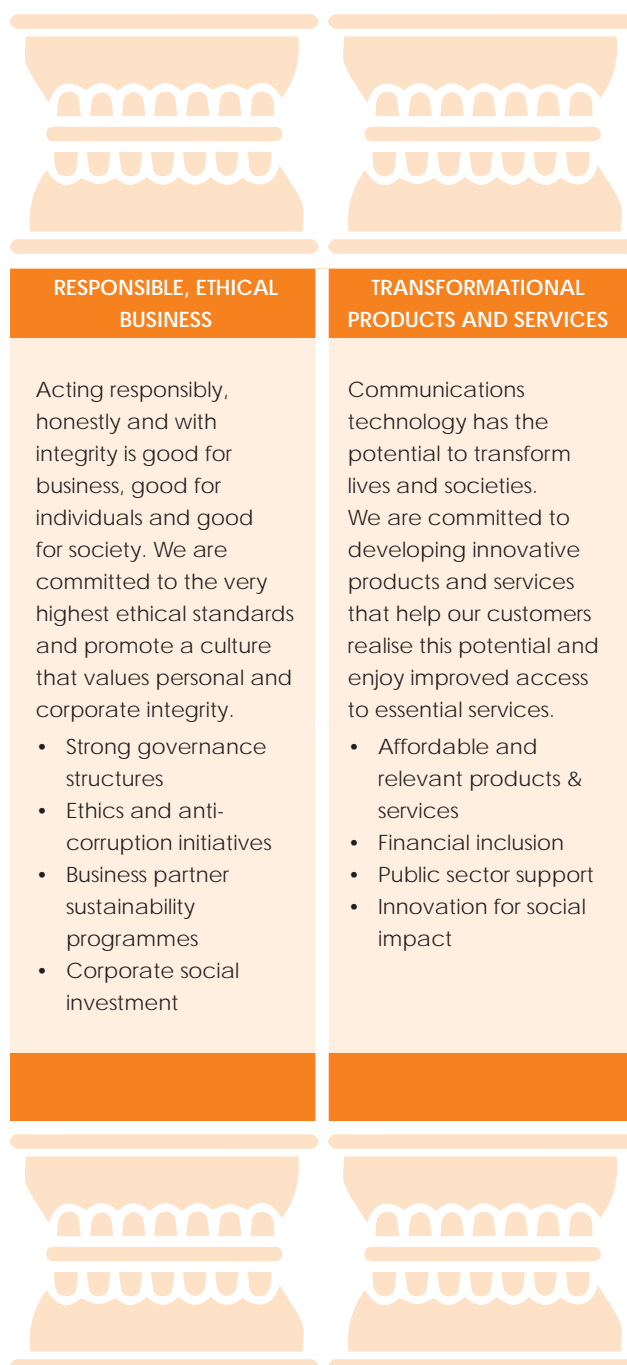 RESPONSIBLE, ETHICAL
BUSINESS
Acting responsibly,
honestly and with
integrity is good for
business, good for
individuals and good
for society. We are
committed to the very
highest ethical standards
and promote a culture
that values personal and
corporate integrity.
• Strong governance
structures
• Ethics and anti-
corruption initiatives
• Business partner
sustainability
programmes
• Corporate social
investment
TRANSFORMATIONAL
PRODUCTS AND SERVICES
Communications
technology has the
potential to transform
lives and societies.
We are committed to
developing innovative
products and services
that help our customers
realise this potential and
enjoy improved access
to essential services.
• Affordable and
relevant products &
services
• Financial inclusion
• Public sector support
• Innovation for social
impact